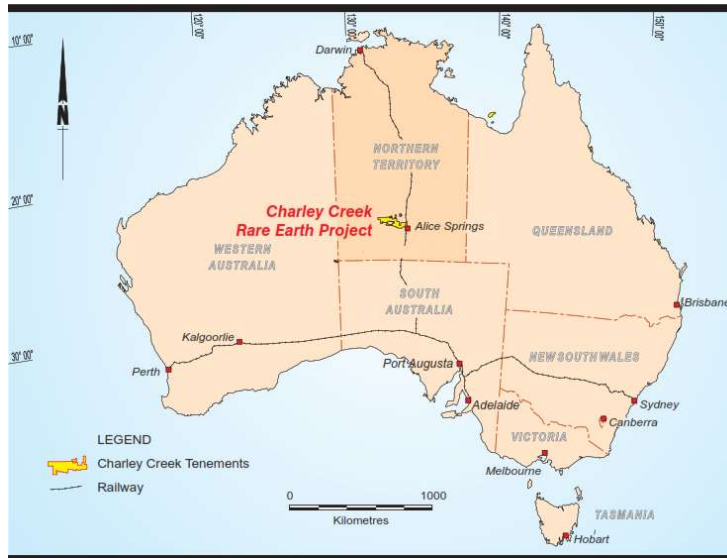 120° 00'
130° 00'
140° 00'
150° 00'
10° 00'
Darwin
N
NORTHERN
TERRITORY
20° 00'
Charley Creek
Rare Earth Project
Alice Springs
QUEENSLAND
WESTERN
AUSTRALIA
SOUTH
AUSTRALIA
Brisbane
Kalgoorlie
30° 00'
Perth
Port Augusta
NEW SOUTH WALES
Adelaide
Sydney
Canberra
VICTORIA
Melbourne
LEGEND
Charley Creek Tenements
Railway
0
1000
Kilometres
TASMANIA
Hobart